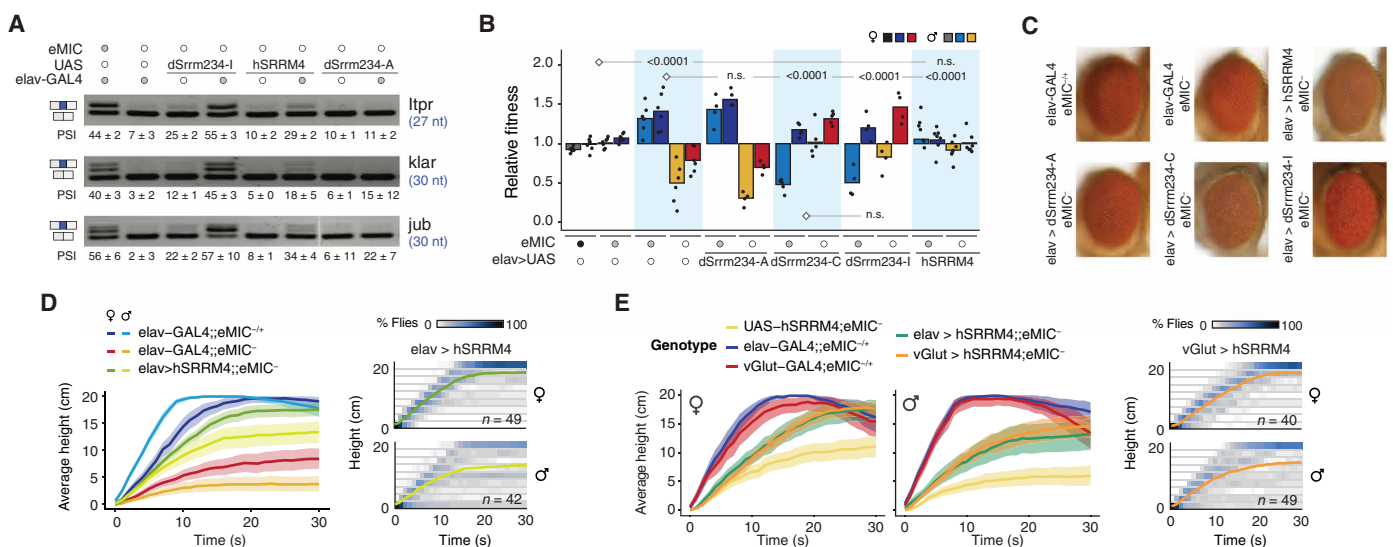 A
eMIC
UAS
elav-GAL4
dSrrm234-I hSRRM4 dSrrm234-A
ltpr
(27 nt)
PSI 44 ± 2 7 ± 3 25 ± 2 55 ± 3 10 ± 2 29 ± 2 10 ± 1 11 ± 2
klar
(30 nt)
PSI 40 ± 3 3 ± 2 12 ± 1 45 ± 3 5 ± 0 18 ± 5 6 ± 1 15 ± 12
jub
(30 nt)
PSI 56 ± 6 2 ± 2 22 ± 2 57 ± 10 8 ± 1 34 ± 4 6 ± 11 22 ± 7
B
♀ ♂
Relative fitness
2.0
1.5
1.0
0.5
0.0
<0.0001 n.s.
n.s. <0.0001 <0.0001 <0.0001
n.s.
eMIC
elav>UAS
dSrrm234-A dSrrm234-C dSrrm234-I hSRRM4
C
elav-GAL4
eMIC−/+
elav-GAL4
eMIC−
elav > hSRRM4
eMIC−
elav > dSrrm234-A
eMIC−
elav > dSrrm234-C
eMIC−
elav > dSrrm234-I
eMIC−
D
♀ ♂
elav–GAL4;;eMIC−/+
elav–GAL4;;eMIC−
elav>hSRRM4;;eMIC−
Average height (cm)
20
15
10
5
0
0 10 20 30
Time (s)
% Flies 0 100
elav > hSRRM4
20
0
n = 49
♀
20
0
n = 42
♂
Height (cm)
0 10 20 30
Time (s)
E
Genotype
UAS–hSRRM4;eMIC−
elav–GAL4;;eMIC−/+
vGlut–GAL4;eMIC−/+
elav > hSRRM4;;eMIC−
vGlut > hSRRM4;eMIC−
Average height (cm)
♀
20
15
10
5
0
0 10 20 30
Time (s)
♂
20
15
10
5
0
0 10 20 30
Time (s)
% Flies 0 100
vGlut > hSRRM4
20
0
n = 40
♀
20
0
n = 49
♂
Height (cm)
0 10 20 30
Time (s)